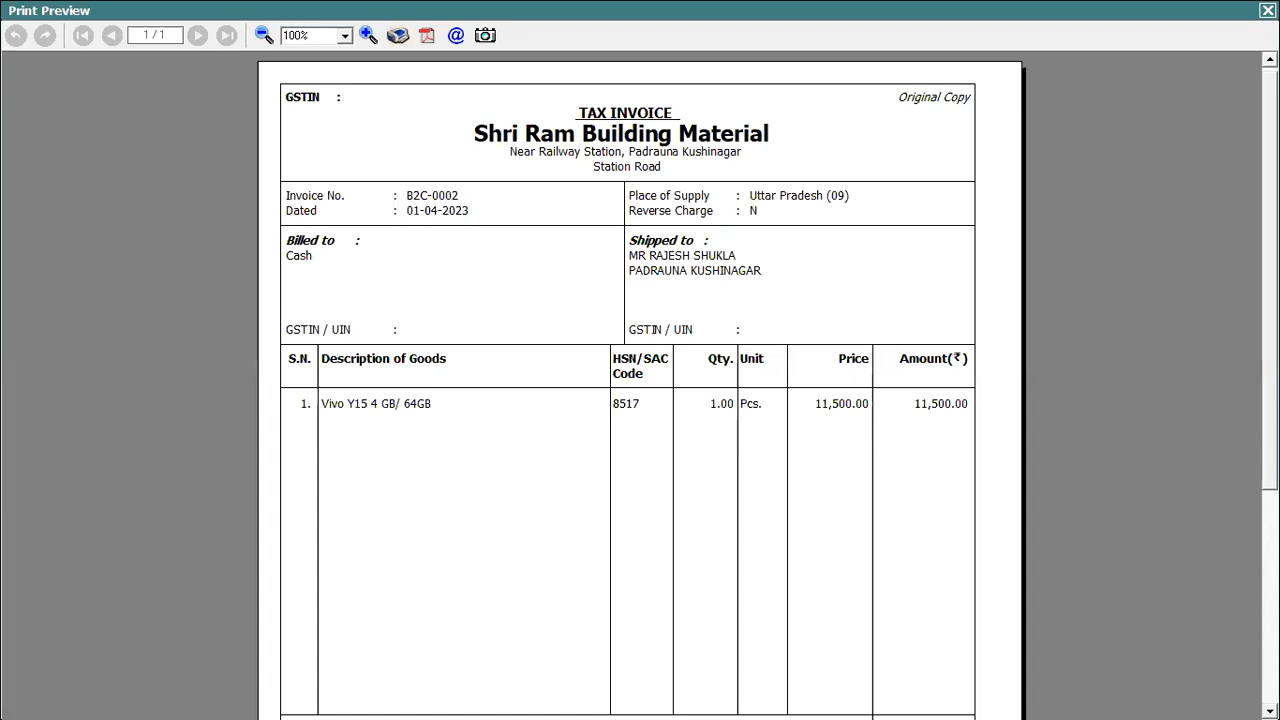 Print Preview
1 / 1
100%
GSTIN :
Original Copy
TAX INVOICE
Shri Ram Building Material
Near Railway Station, Padrauna Kushinagar
Station Road
Invoice No. : B2C-0002
Dated : 01-04-2023
Place of Supply : Uttar Pradesh (09)
Reverse Charge : N
Billed to :
Cash
GSTIN / UIN :
Shipped to :
MR RAJESH SHUKLA
PADRAUNA KUSHINAGAR
GSTIN / UIN :
S.N. Description of Goods HSN/SAC Code Qty. Unit Price Amount(₹)
1. Vivo Y15 4 GB/ 64GB 8517 1.00 Pcs. 11,500.00 11,500.00